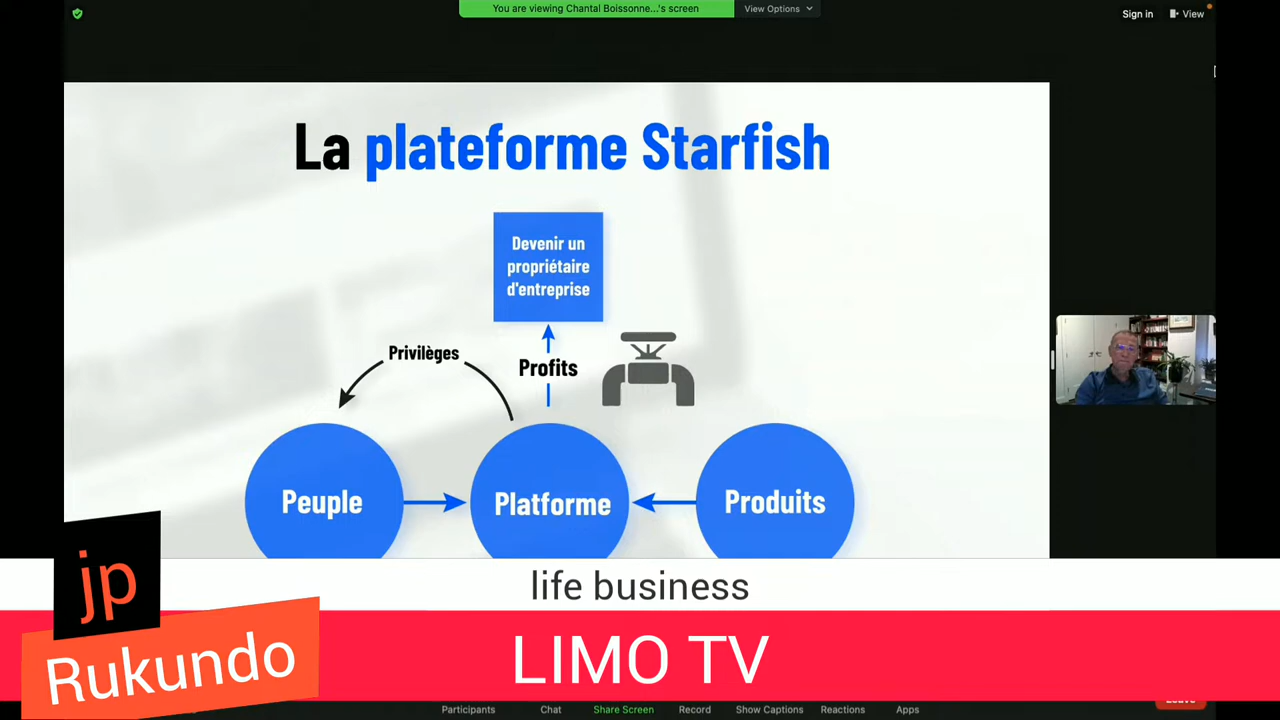 You are viewing Chantal Boissonne...'s screen
View Options
Sign in
View
La plateforme Starfish
Devenir un
propriétaire
d'entreprise
Privilèges
Profits
Peuple
Platforme
Produits
life business
jp
Rukundo
LIMO TV
Participants
Chat
Share Screen
Record
Show Captions
Reactions
Apps
Leave